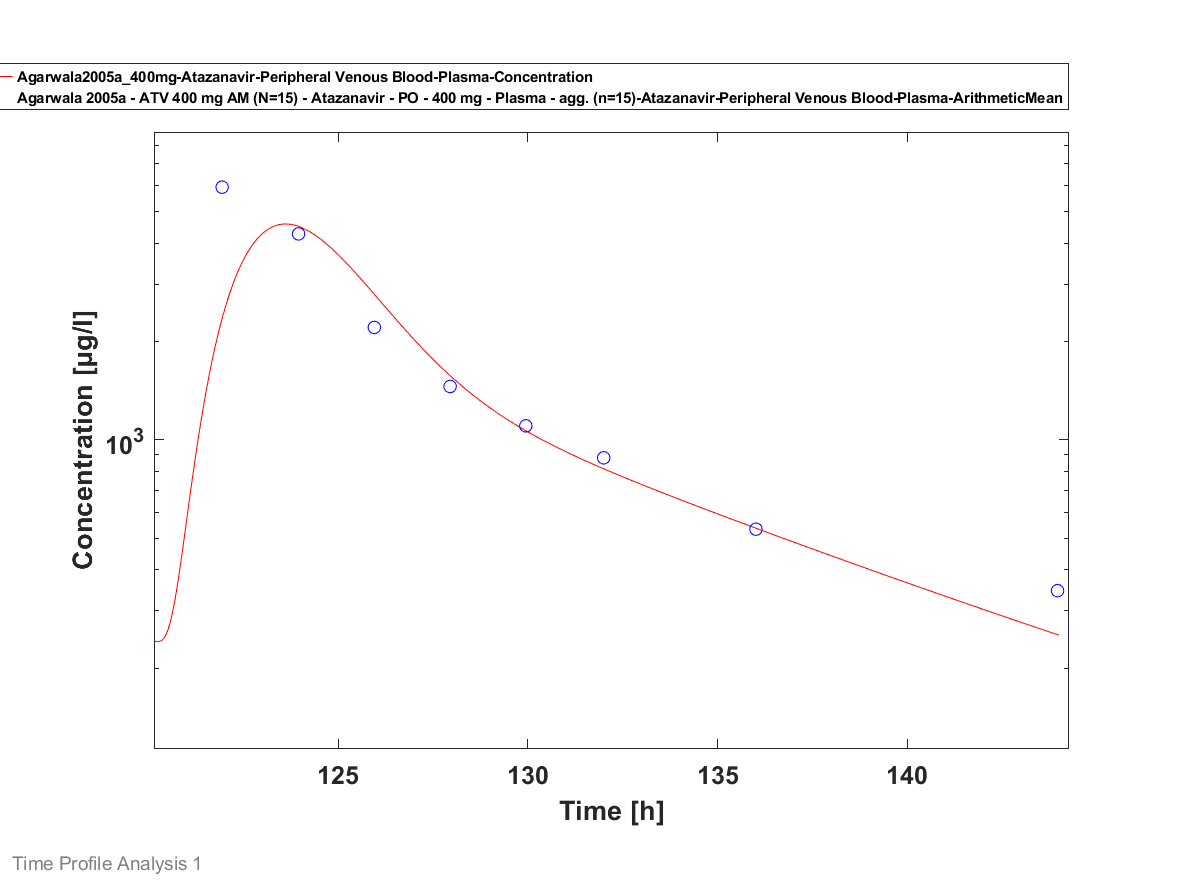 Agarwala2005a_400mg-Atazanavir-Peripheral Venous Blood-Plasma-Concentration
Agarwala 2005a - ATV 400 mg AM (N=15) - Atazanavir - PO - 400 mg - Plasma - agg. (n=15)-Atazanavir-Peripheral Venous Blood-Plasma-ArithmeticMean
Concentration [µg/l]
10³
125 130 135 140
Time [h]
Time Profile Analysis 1